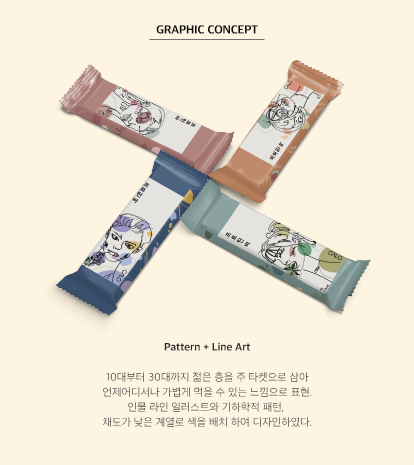 GRAPHIC CONCEPT
Pattern + Line Art
10대부터 30대까지 젊은 층을 주 타켓으로 삼아
언제어디서나 가볍게 먹을 수 있는 느낌으로 표현.
인물 라인 일러스트와 기하학적 패턴,
채도가 낮은 계열로 색을 배치 하여 디자인하였다.